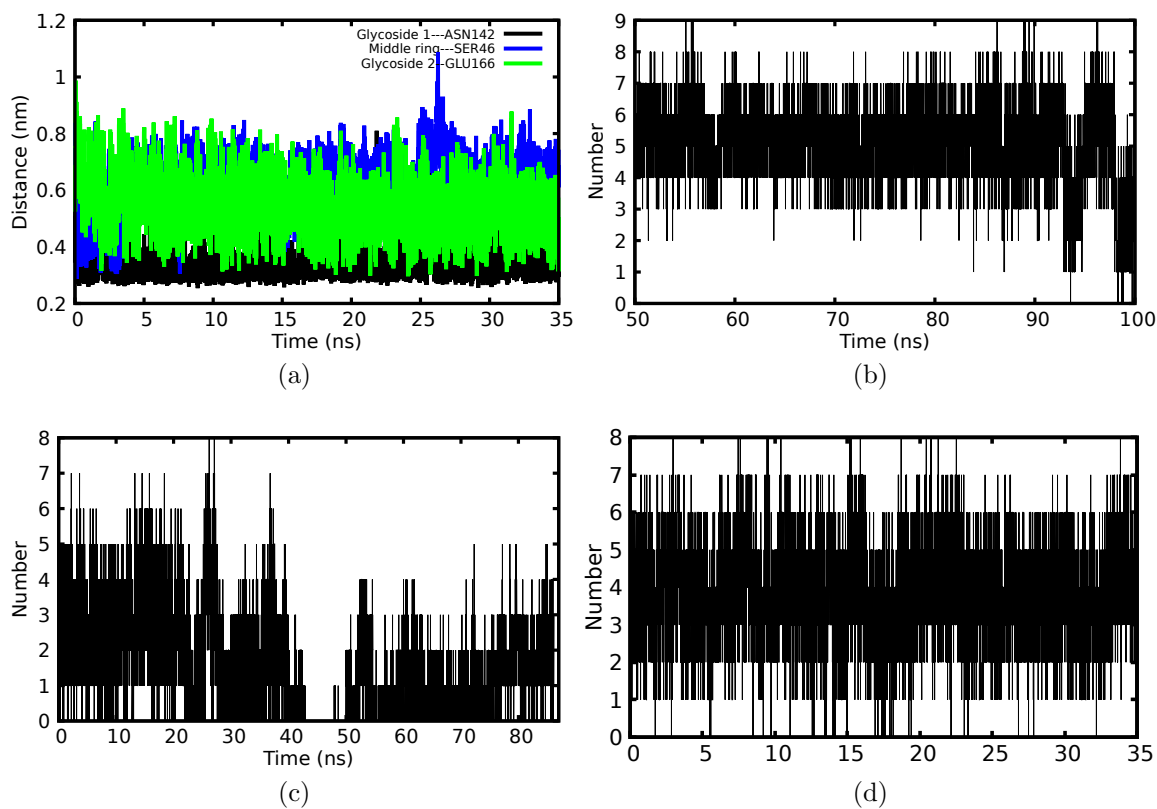 1.2
1
0.8
0.6
0.4
0.2
Distance (nm)
Glycoside 1---ASN142
Middle ring---SER46
Glycoside 2--GLU166
0 5 10 15 20 25 30 35
Time (ns)
(a)
9
8
7
6
5
4
3
2
1
0
Number
50 60 70 80 90 100
Time (ns)
(b)
8
7
6
5
4
3
2
1
0
Number
0 10 20 30 40 50 60 70 80
Time (ns)
(c)
8
7
6
5
4
3
2
1
0
Number
0 5 10 15 20 25 30 35
(d)